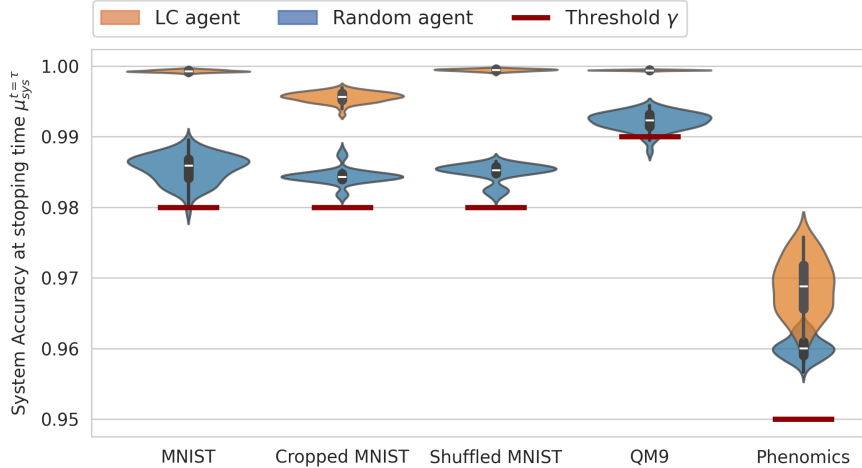 LC agent Random agent Threshold γ
System Accuracy at stopping time μ_sys^{t=τ}
1.00
0.99
0.98
0.97
0.96
0.95
MNIST Cropped MNIST Shuffled MNIST QM9 Phenomics